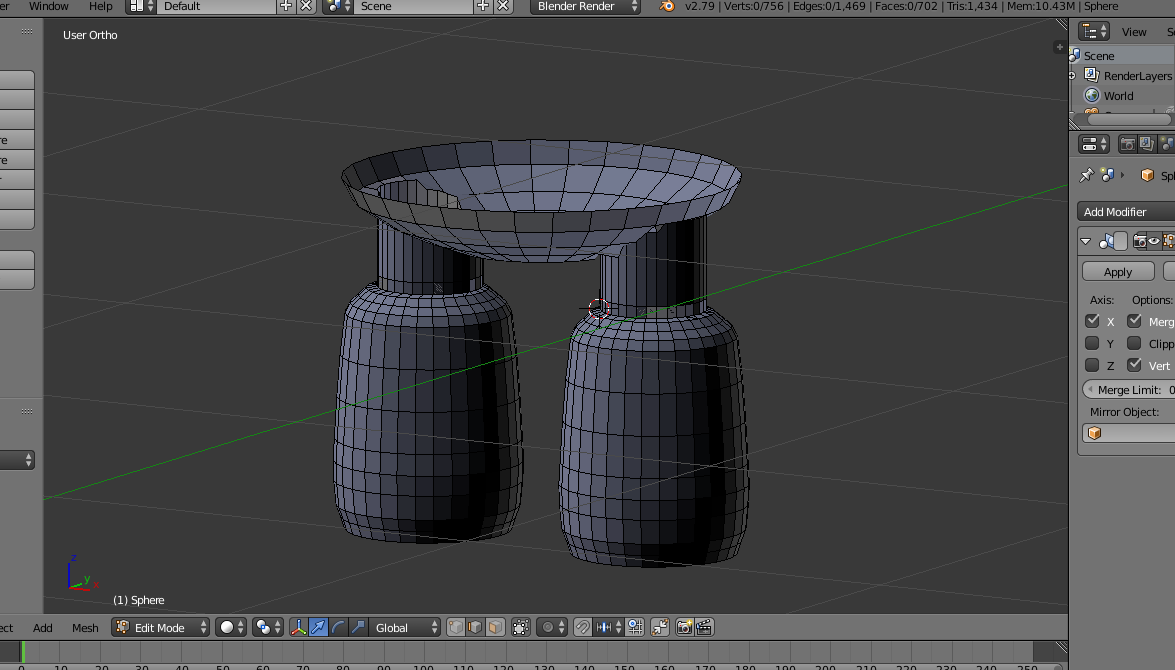 er Window Help Default Scene Blender Render v2.79 | Verts:0/756 | Edges:0/1,469 | Faces:0/702 | Tris:1,434 | Mem:10.43M | Sphere
User Ortho
View
Scene
RenderLayers
World
re
re
Sp
Add Modifier
Apply
Axis: Options:
X Merg
Y Clipp
Z Vert
Merge Limit: 0
Mirror Object:
z
y
(1) Sphere
ect Add Mesh Edit Mode Global
0 10 20 30 40 50 60 70 80 90 100 110 120 130 140 150 160 170 180 190 200 210 220 230 240 250